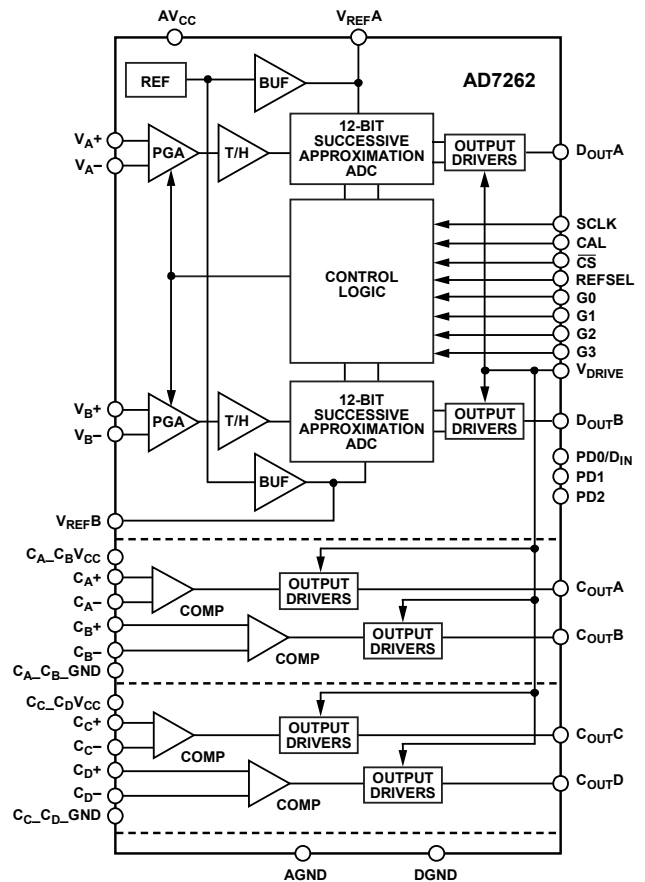 AVCC
VREFA
REF
BUF
AD7262
VA+
VA–
PGA
T/H
12-BIT
SUCCESSIVE
APPROXIMATION
ADC
OUTPUT
DRIVERS
DOUTA
CONTROL
LOGIC
SCLK
CAL
CS
REFSEL
G0
G1
G2
G3
VDRIVE
VB+
VB–
PGA
T/H
12-BIT
SUCCESSIVE
APPROXIMATION
ADC
OUTPUT
DRIVERS
DOUTB
BUF
PD0/DIN
PD1
PD2
VREFB
CA_CBVCC
CA+
CA–
COMP
OUTPUT
DRIVERS
COUTA
CB+
CB–
COMP
OUTPUT
DRIVERS
COUTB
CA_CB_GND
CC_CDVCC
CC+
CC–
COMP
OUTPUT
DRIVERS
COUTC
CD+
CD–
COMP
OUTPUT
DRIVERS
COUTD
CC_CD_GND
AGND
DGND